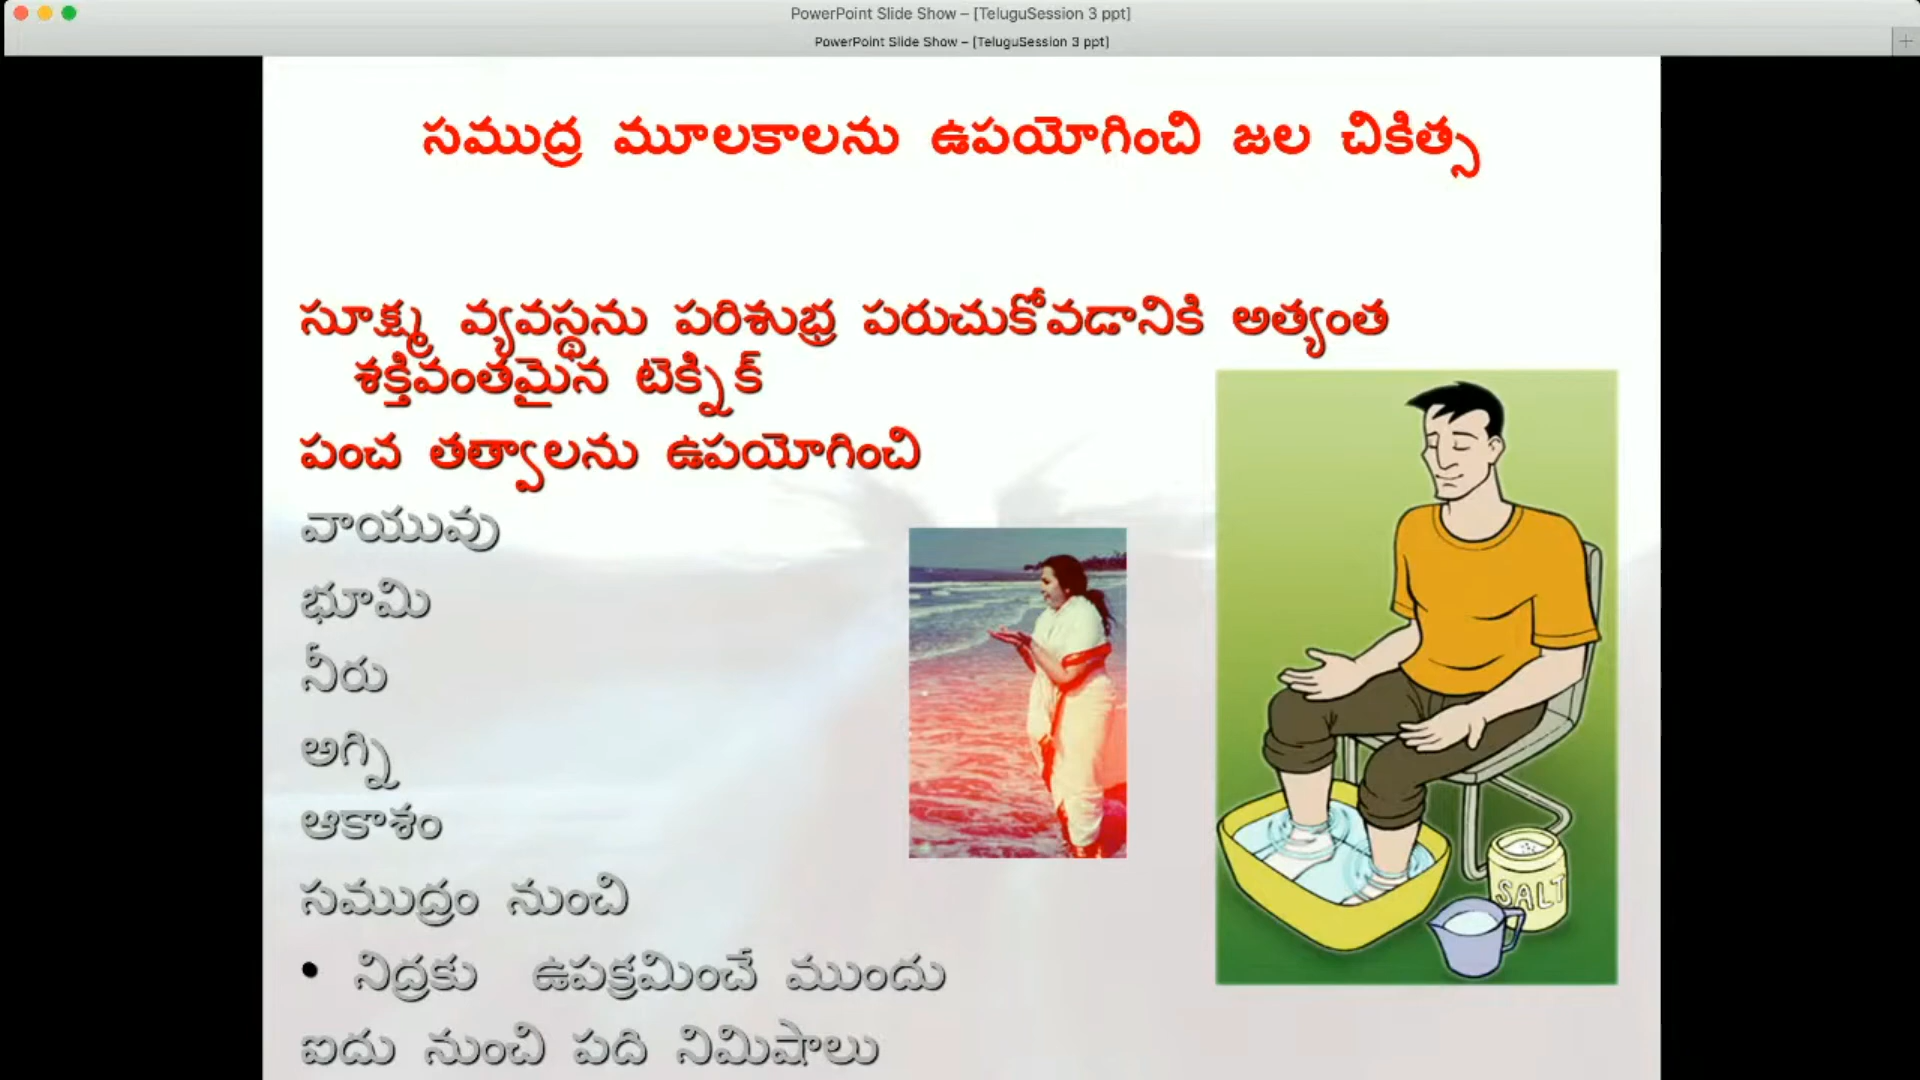 PowerPoint Slide Show – [TeluguSession 3 ppt]
PowerPoint Slide Show – [TeluguSession 3 ppt]
సముద్ర మూలకాలను ఉపయోగించి జల చికిత్స
సూక్ష్మ వ్యవస్థను పరిశుభ్ర పరుచుకోవడానికి అత్యంత
శక్తివంతమైన టెక్నిక్
పంచ తత్వాలను ఉపయోగించి
వాయువు
భూమి
నీరు
అగ్ని
ఆకాశం
సముద్రం నుంచి
• నిద్రకు ఉపక్రమించే ముందు
ఐదు నుంచి పది నిమిషాలు
SALT